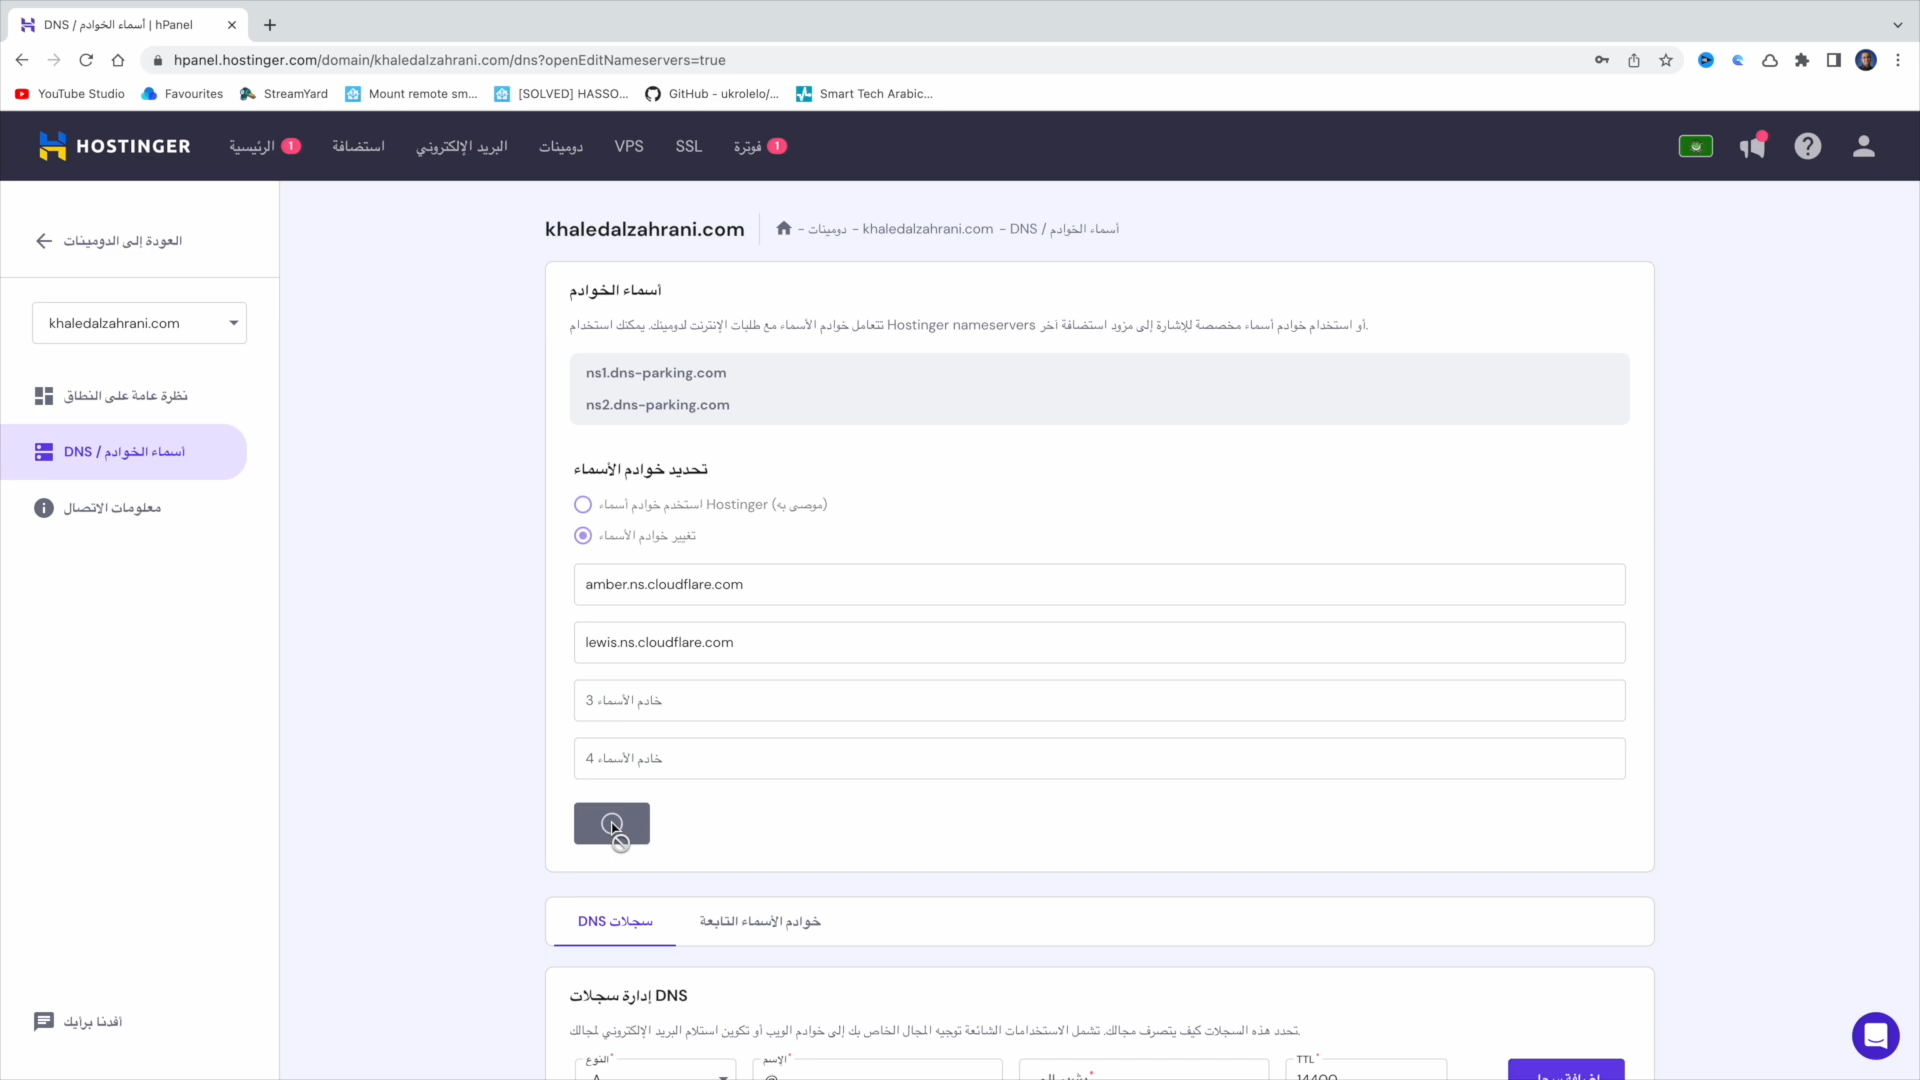 DNS / أسماء الخوادم | hPanel
hpanel.hostinger.com/domain/khaledalzahrani.com/dns?openEditNameservers=true
YouTube Studio
Favourites
StreamYard
Mount remote sm...
[SOLVED] HASSO...
GitHub - ukrolelo/...
Smart Tech Arabic...
HOSTINGER
الرئيسية 1
استضافة
البريد الإلكتروني
دومينات
VPS
SSL
فوترة 1
العودة إلى الدومينات
khaledalzahrani.com
نظرة عامة على النطاق
DNS / أسماء الخوادم
معلومات الاتصال
أفدنا برأيك
khaledalzahrani.com
- دومينات - khaledalzahrani.com - DNS / أسماء الخوادم
أسماء الخوادم
.أو استخدام خوادم أسماء مخصصة للإشارة إلى مزود استضافة آخر Hostinger nameservers تتعامل خوادم الأسماء مع طلبات الإنترنت لدومينك. يمكنك استخدام
ns1.dns-parking.com
ns2.dns-parking.com
تحديد خوادم الأسماء
استخدم خوادم أسماء Hostinger (موصى به)
تغيير خوادم الأسماء
amber.ns.cloudflare.com
lewis.ns.cloudflare.com
خادم الأسماء 3
خادم الأسماء 4
سجلات DNS
خوادم الأسماء التابعة
إدارة سجلات DNS
تحدد هذه السجلات كيف يتصرف مجالك. تشمل الاستخدامات الشائعة توجيه المجال الخاص بك إلى خوادم الويب أو تكوين استلام البريد الإلكتروني لمجالك.
النوع*
A
الإسم*
@
TTL*
14400
إضافة سجل